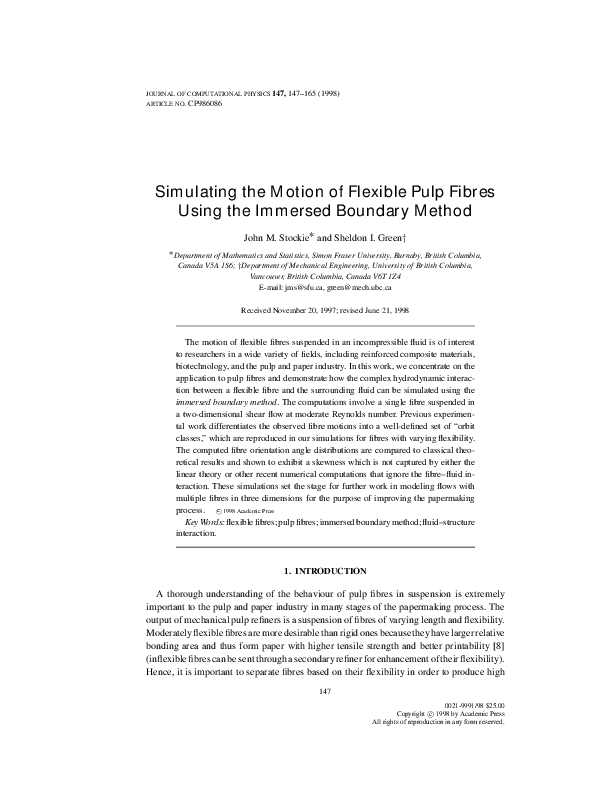 JOURNAL OF COMPUTATIONAL PHYSICS 147, 147–165 (1998)
ARTICLE NO. CP986086
Simulating the Motion of Flexible Pulp Fibres
Using the Immersed Boundary Method
John M. Stockie* and Sheldon I. Green†
*Department of Mathematics and Statistics, Simon Fraser University, Burnaby, British Columbia,
Canada V5A 1S6; †Department of Mechanical Engineering, University of British Columbia,
Vancouver, British Columbia, Canada V6T 1Z4
E-mail: jms@sfu.ca, green@mech.ubc.ca
Received November 20, 1997; revised June 21, 1998
The motion of flexible fibres suspended in an incompressible fluid is of interest
to researchers in a wide variety of fields, including reinforced composite materials,
biotechnology, and the pulp and paper industry. In this work, we concentrate on the
application to pulp fibres and demonstrate how the complex hydrodynamic interac-
tion between a flexible fibre and the surrounding fluid can be simulated using the
immersed boundary method. The computations involve a single fibre suspended in
a two-dimensional shear flow at moderate Reynolds number. Previous experimen-
tal work differentiates the observed fibre motions into a well-defined set of “orbit
classes,” which are reproduced in our simulations for fibres with varying flexibility.
The computed fibre orientation angle distributions are compared to classical theo-
retical results and shown to exhibit a skewness which is not captured by either the
linear theory or other recent numerical computations that ignore the fibre–fluid in-
teraction. These simulations set the stage for further work in modeling flows with
multiple fibres in three dimensions for the purpose of improving the papermaking
process. © 1998 Academic Press
Key Words: flexible fibres; pulp fibres; immersed boundary method; fluid–structure
interaction.
1. INTRODUCTION
A thorough understanding of the behaviour of pulp fibres in suspension is extremely
important to the pulp and paper industry in many stages of the papermaking process. The
output of mechanical pulp refiners is a suspension of fibres of varying length and flexibility.
Moderately flexible fibres are more desirable than rigid ones because they have larger relative
bonding area and thus form paper with higher tensile strength and better printability [8]
(inflexible fibres can be sent through a secondary refiner for enhancement of their flexibility).
Hence, it is important to separate fibres based on their flexibility in order to produce high
147
0021-9991/98 $25.00
Copyright © 1998 by Academic Press
All rights of reproduction in any form reserved.